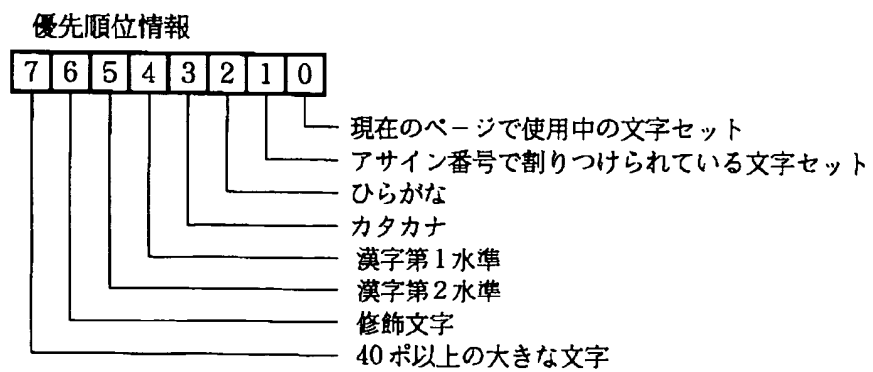 優先順位情報
7 6 5 4 3 2 1 0
現在のページで使用中の文字セット
アサイン番号で割りつけられている文字セット
ひらがな
カタカナ
漢字第1水準
漢字第2水準
修飾文字
40ポ以上の大きな文字